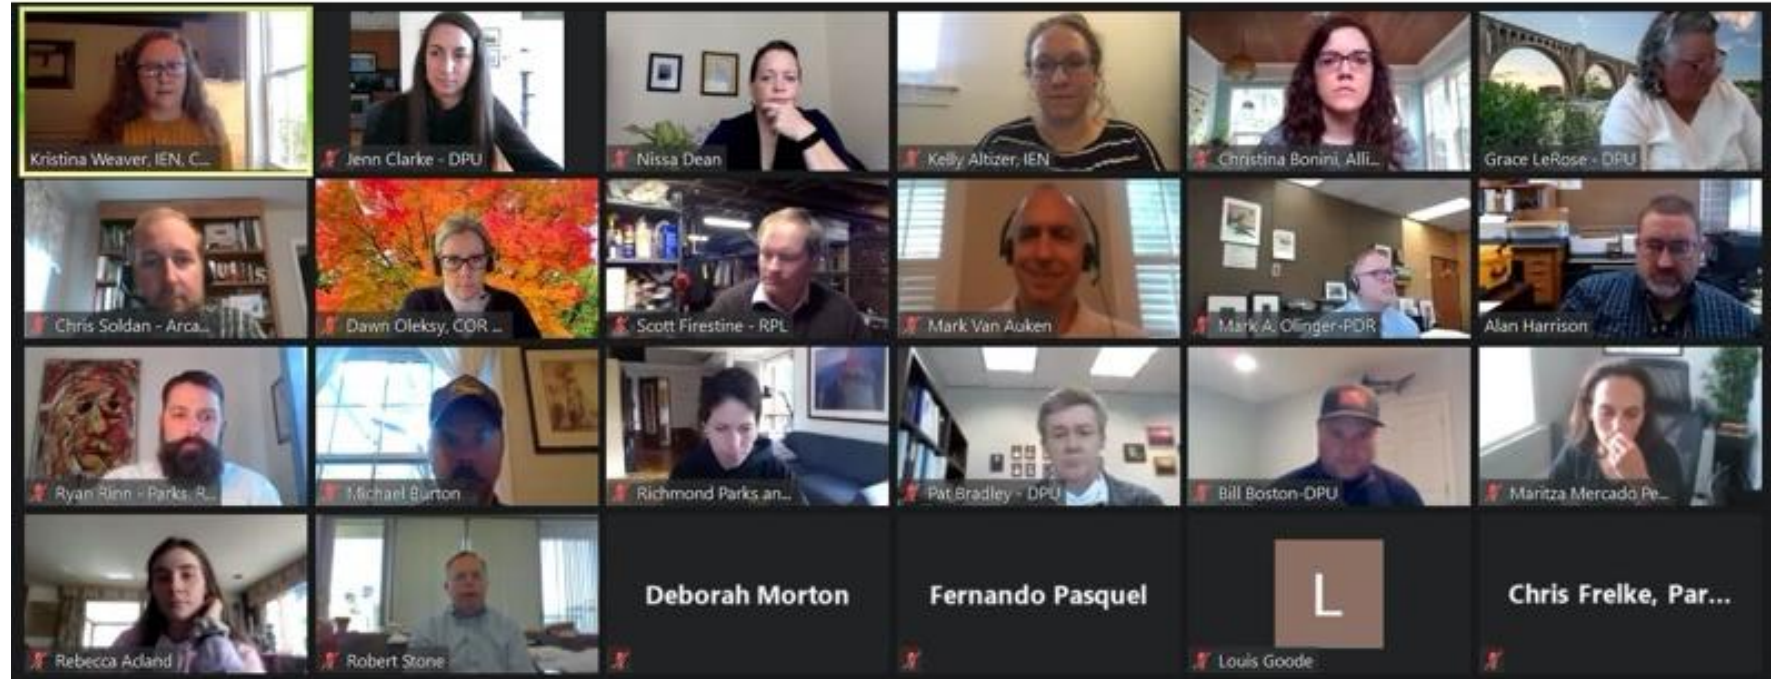 Kristina Weaver, IEN, C...
Jenn Clarke - DPU
Nissa Dean
Kelly Altizer, IEN
Christina Bonini, Alli...
Grace LeRose - DPU
Chris Soldan - Arca...
Dawn Oleksy, COR ...
Scott Firestine - RPL
Mark Van Auken
Mark A. Olinger-PDR
Alan Harrison
Ryan Rinn - Parks, R...
Michael Burton
Richmond Parks an...
Pat Bradley - DPU
Bill Boston-DPU
Maritza Mercado Pe...
Rebecca Acland
Robert Stone
Deborah Morton
Fernando Pasquel
L
Louis Goode
Chris Frelke, Par...